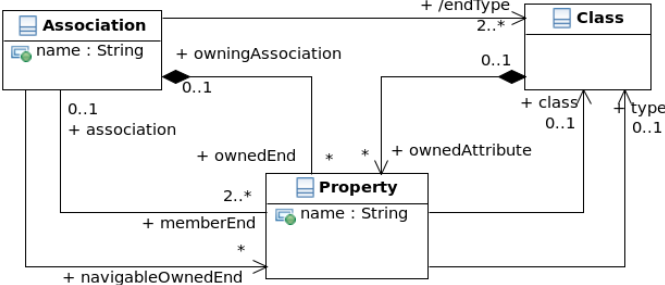 + /endType
Association
Class
2..*
name : String
+ owningAssociation
0..1
0..1
+ class
+ type
0..1
0..1
0..1
+ association
+ ownedEnd
*
*
+ ownedAttribute
Property
2..*
name : String
+ memberEnd
*
+ navigableOwnedEnd